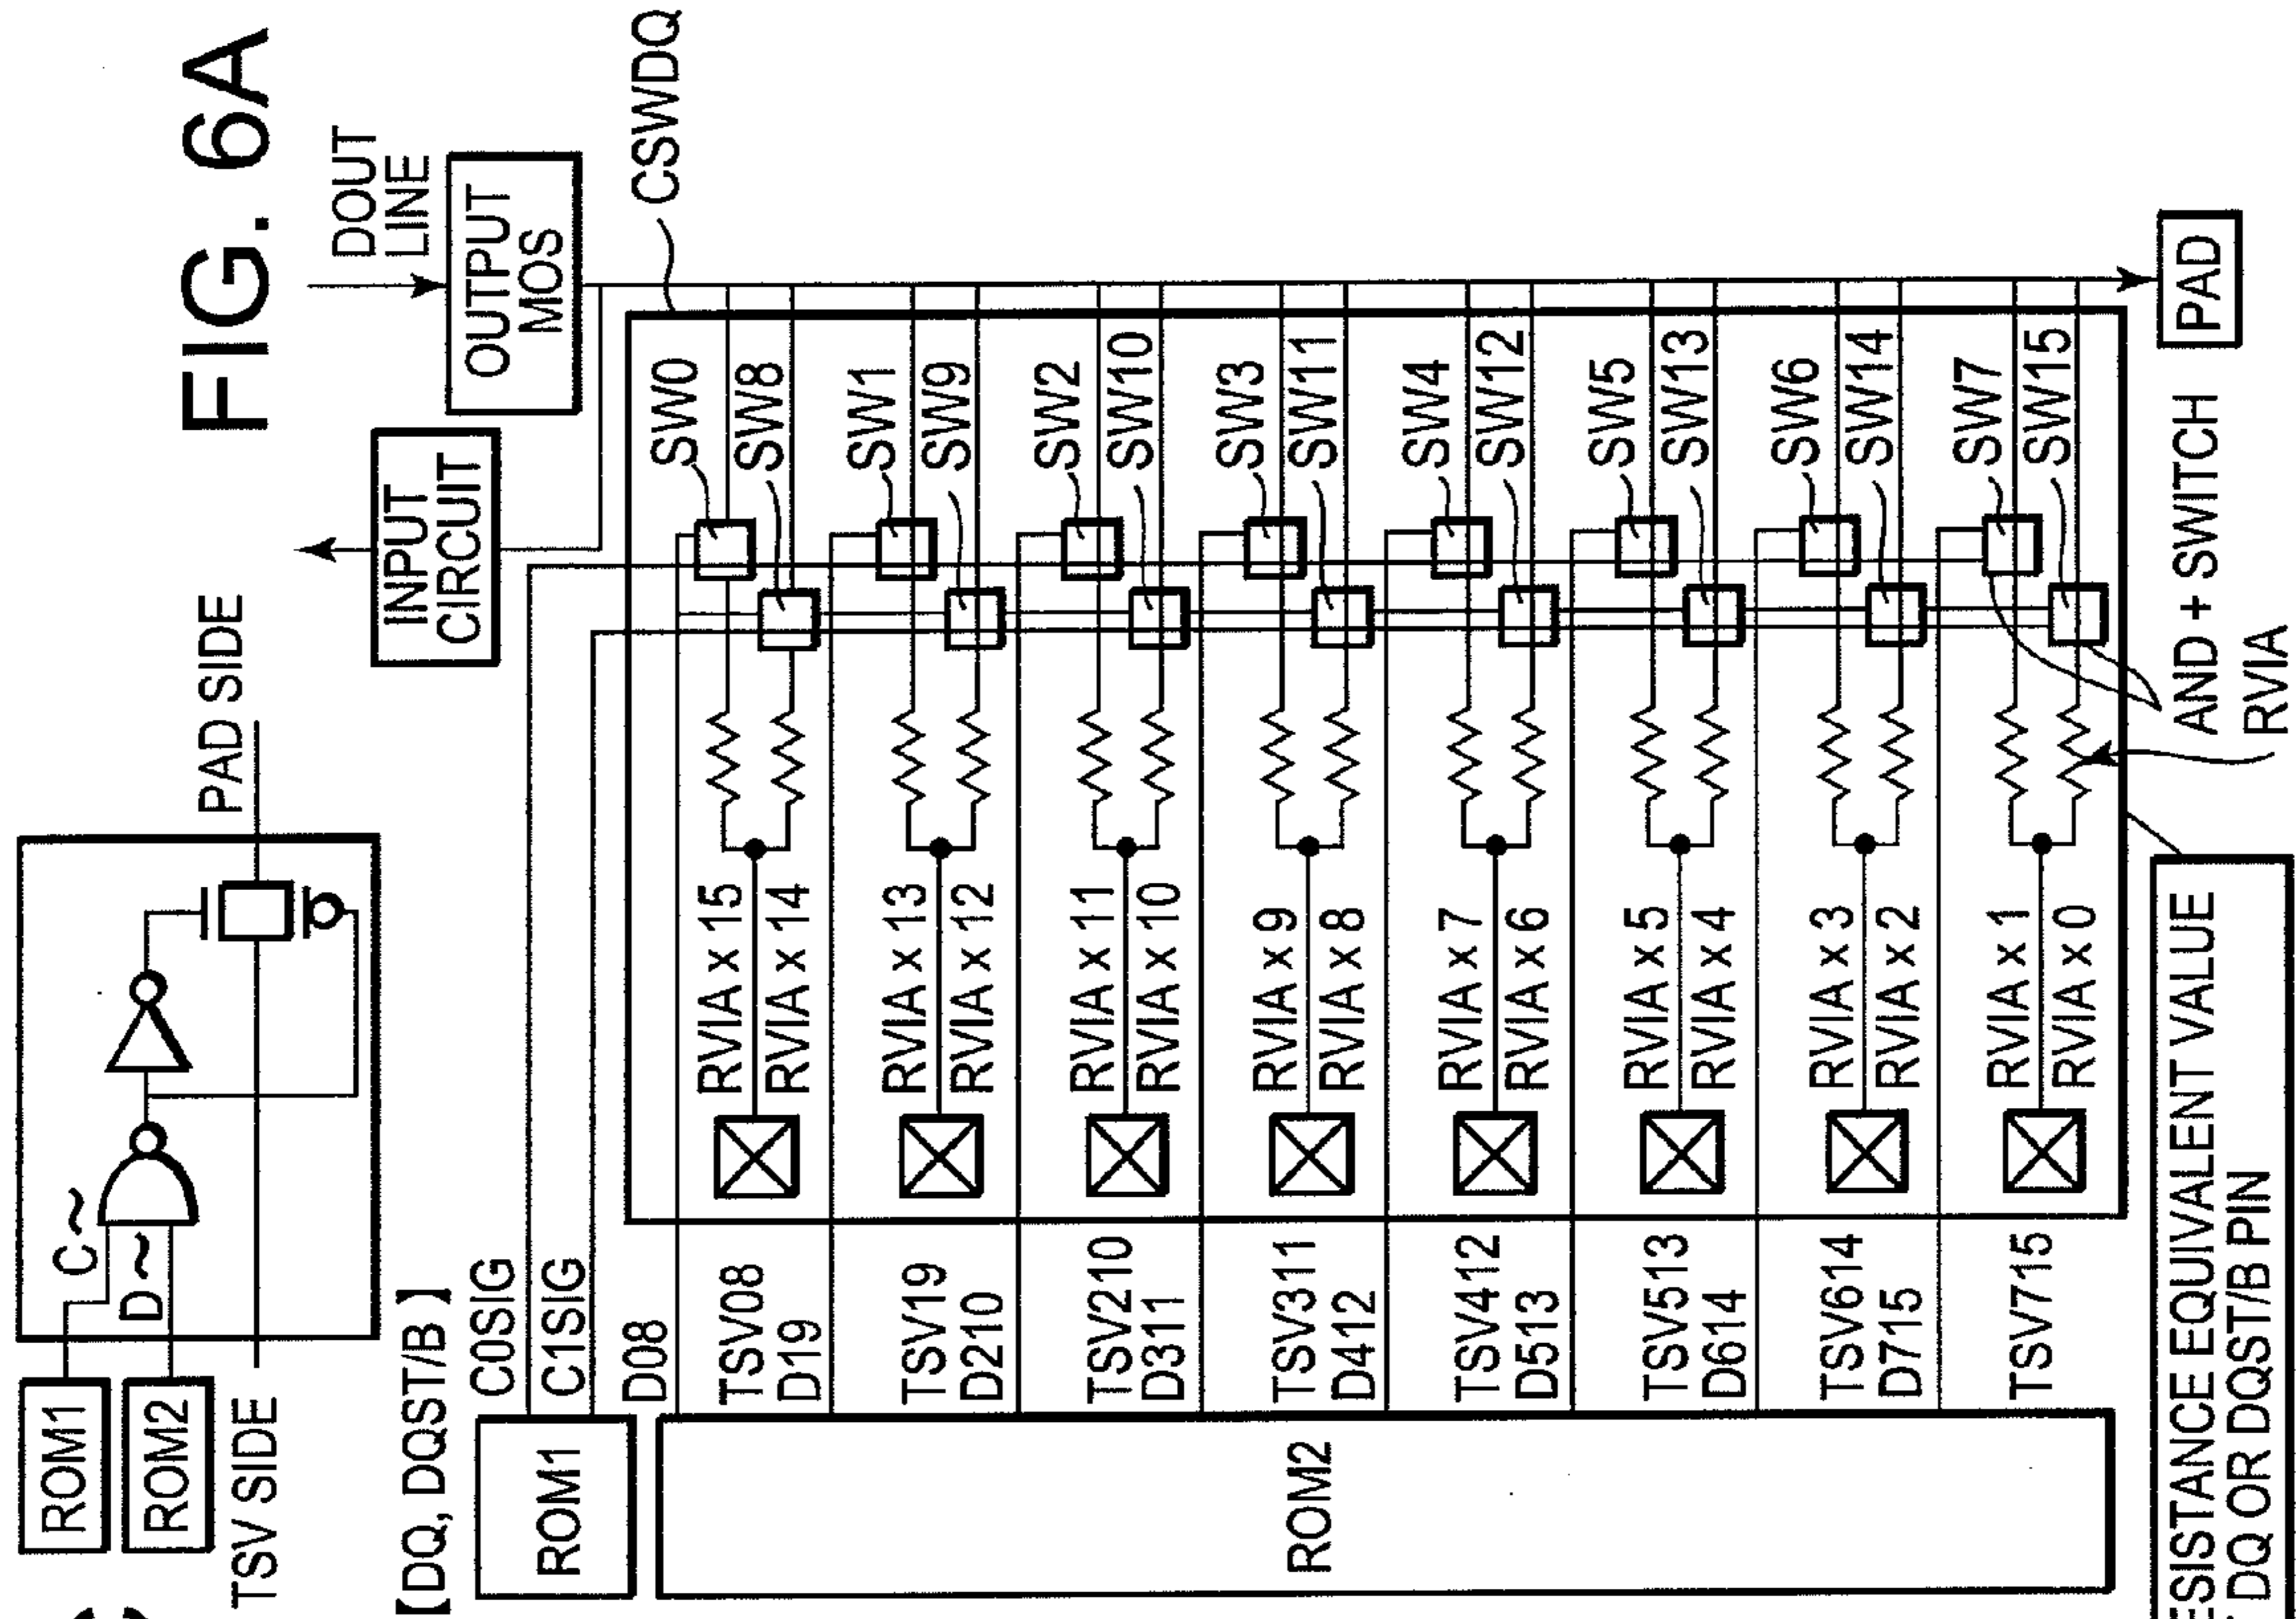 FIG. 6A
PAD SIDE
C~
D~
ROM1
ROM2
TSV SIDE
DOUT
LINE
OUTPUT
MOS
INPUT
CIRCUIT
CSWDQ
【DQ, DQST/B】
C0SIG
C1SIG
ROM1
ROM2
D08
TSV08
D19
TSV19
D210
TSV210
D311
TSV311
D412
TSV412
D513
TSV513
D614
TSV614
D715
TSV715
RVIA x 15
RVIA x 14
RVIA x 13
RVIA x 12
RVIA x 11
RVIA x 10
RVIA x 9
RVIA x 8
RVIA x 7
RVIA x 6
RVIA x 5
RVIA x 4
RVIA x 3
RVIA x 2
RVIA x 1
RVIA x 0
SW0
SW8
SW1
SW9
SW2
SW10
SW3
SW11
SW4
SW12
SW5
SW13
SW6
SW14
SW7
SW15
PAD
AND + SWITCH
RVIA
EQUIVALENT VALUE
DQ OR DQST/B PIN